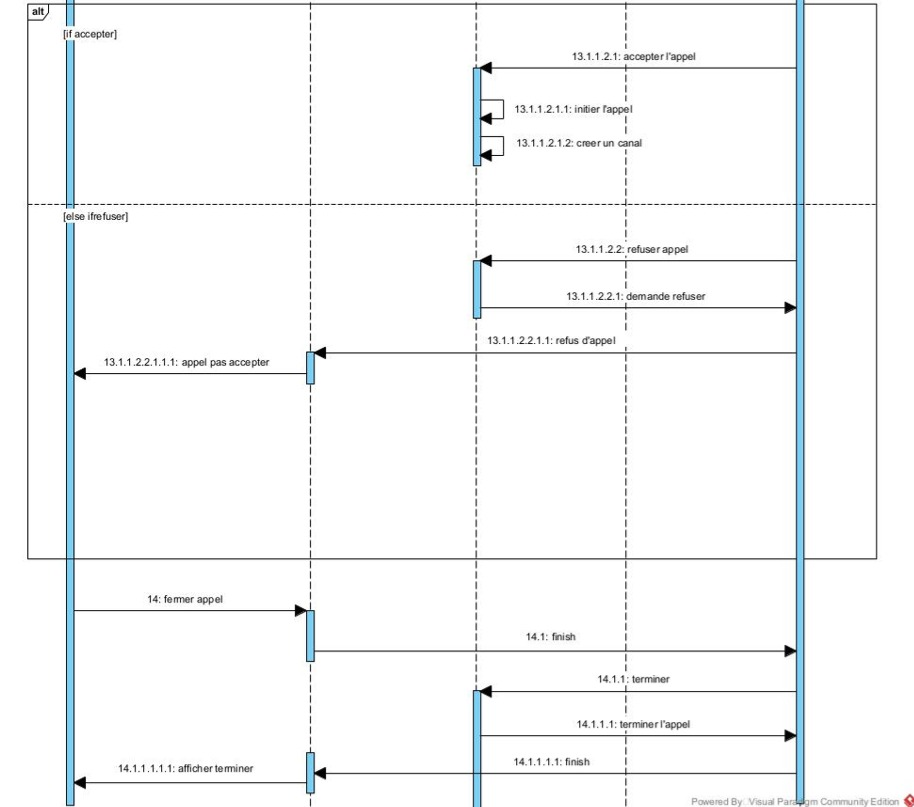 alt
[if accepter]
13.1.1.2.1: accepter l'appel
13.1.1.2.1.1: initier l'appel
13.1.1.2.1.2: creer un canal
[else ifrefuser]
13.1.1.2.2: refuser appel
13.1.1.2.2.1: demande refuser
13.1.1.2.2.1.1: refus d'appel
13.1.1.2.2.1.1.1: appel pas accepter
14: fermer appel
14.1: finish
14.1.1: terminer
14.1.1.1: terminer l'appel
14.1.1.1.1: finish
14.1.1.1.1.1: afficher terminer
Powered By Visual Paradigm Community Edition